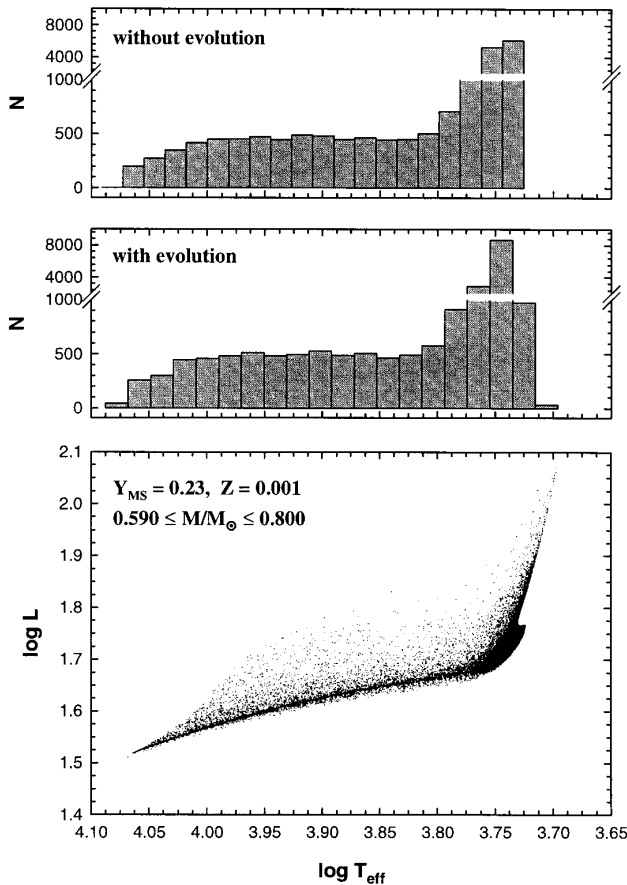 8000
4000
1000
500
0
N
without evolution
8000
4000
1000
500
0
N
with evolution
2.1
2.0
1.9
1.8
1.7
1.6
1.5
1.4
log L
Y_MS = 0.23, Z = 0.001
0.590 ≤ M/M_⊙ ≤ 0.800
4.10 4.05 4.00 3.95 3.90 3.85 3.80 3.75 3.70 3.65
log T_eff